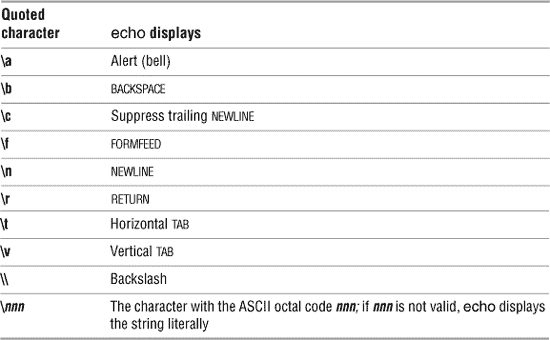 Quoted
character echo displays
\a Alert (bell)
\b BACKSPACE
\c Suppress trailing NEWLINE
\f FORMFEED
\n NEWLINE
\r RETURN
\t Horizontal TAB
\v Vertical TAB
\\ Backslash
\nnn The character with the ASCII octal code nnn; if nnn is not valid, echo displays
the string literally